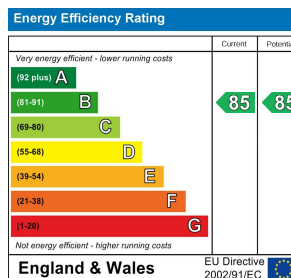 Energy Efficiency Rating
Current Potentia
Very energy efficient - lower running costs
(92 plus) A
(81-91) B 85 85
(69-80) C
(55-68) D
(39-54) E
(21-38) F
(1-20) G
Not energy efficient - higher running costs
England & Wales
EU Directive
2002/91/EC